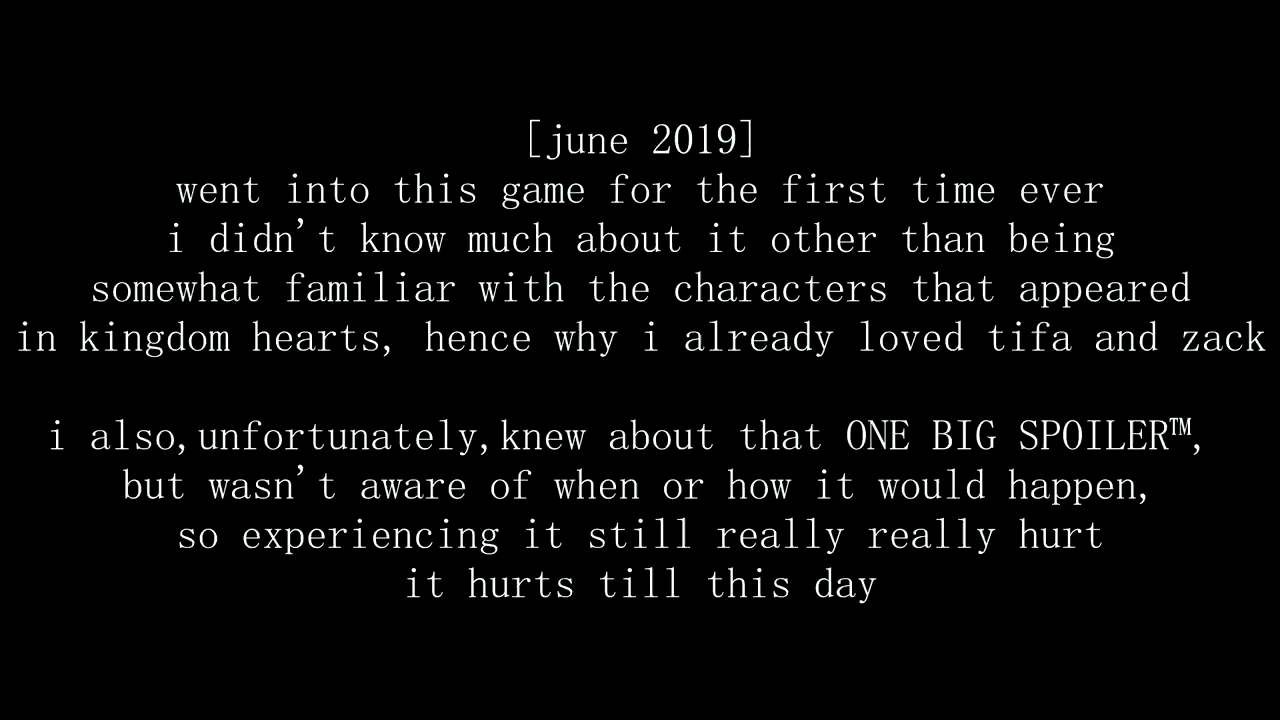 [june 2019]
went into this game for the first time ever
i didn't know much about it other than being
somewhat familiar with the characters that appeared
in kingdom hearts, hence why i already loved tifa and zack
i also,unfortunately,knew about that ONE BIG SPOILER™,
but wasn't aware of when or how it would happen,
so experiencing it still really really hurt
it hurts till this day